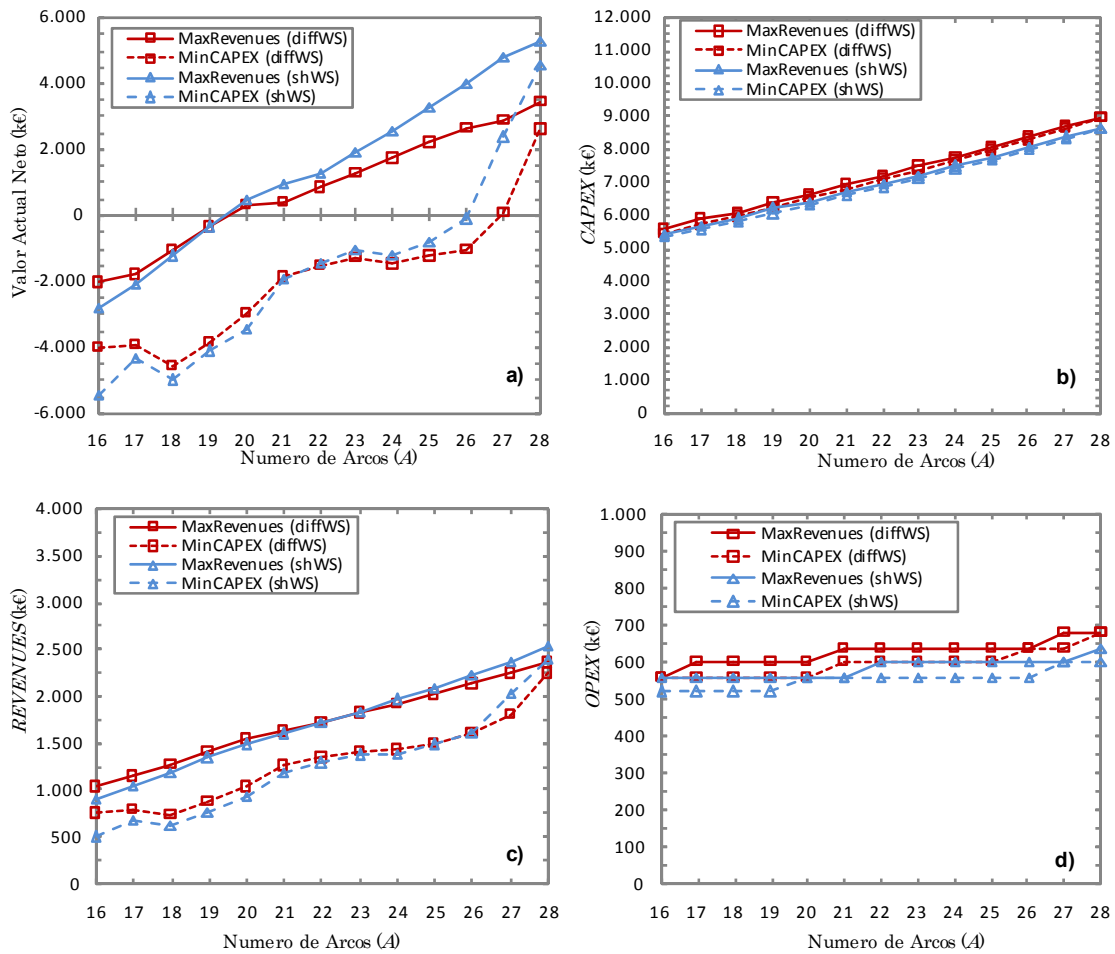 6.000
4.000
2.000
0
-2.000
-4.000
-6.000
Valor Actual Neto (k€)
MaxRevenues (diffWS)
MinCAPEX (diffWS)
MaxRevenues (shWS)
MinCAPEX (shWS)
a)
16 17 18 19 20 21 22 23 24 25 26 27 28
Numero de Arcos (A)
12.000
11.000
10.000
9.000
8.000
7.000
6.000
5.000
4.000
3.000
2.000
1.000
0
CAPEX (k€)
MaxRevenues (diffWS)
MinCAPEX (diffWS)
MaxRevenues (shWS)
MinCAPEX (shWS)
b)
16 17 18 19 20 21 22 23 24 25 26 27 28
Numero de Arcos (A)
4.000
3.500
3.000
2.500
2.000
1.500
1.000
500
0
REVENUES (k€)
MaxRevenues (diffWS)
MinCAPEX (diffWS)
MaxRevenues (shWS)
MinCAPEX (shWS)
c)
16 17 18 19 20 21 22 23 24 25 26 27 28
Numero de Arcos (A)
1.000
900
800
700
600
500
400
300
200
100
0
OPEX (k€)
MaxRevenues (diffWS)
MinCAPEX (diffWS)
MaxRevenues (shWS)
MinCAPEX (shWS)
d)
16 17 18 19 20 21 22 23 24 25 26 27 28
Numero de Arcos (A)